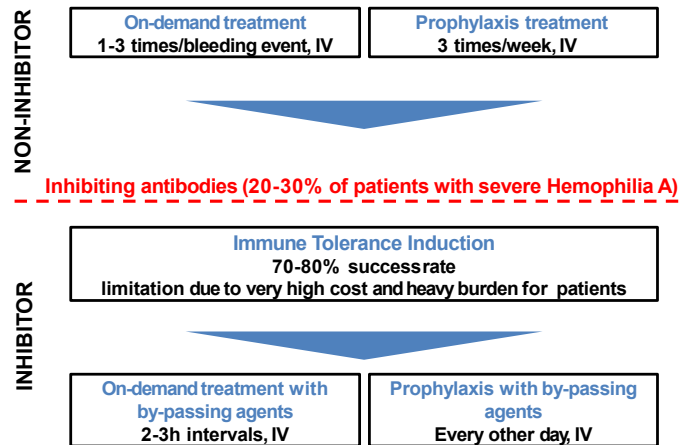 NON-INHIBITOR
On-demand treatment
1-3 times/bleeding event, IV
Prophylaxis treatment
3 times/week, IV
Inhibiting antibodies (20-30% of patients with severe Hemophilia A)
INHIBITOR
Immune Tolerance Induction
70-80% success rate
limitation due to very high cost and heavy burden for patients
On-demand treatment with
by-passing agents
2-3h intervals, IV
Prophylaxis with by-passing
agents
Every other day, IV